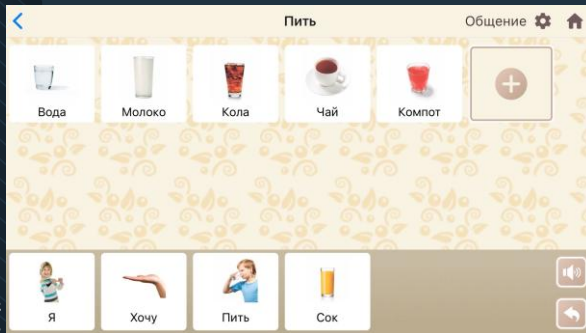 Пить
Общение
Вода
Молоко
Кола
Чай
Компот
Я
Хочу
Пить
Сок